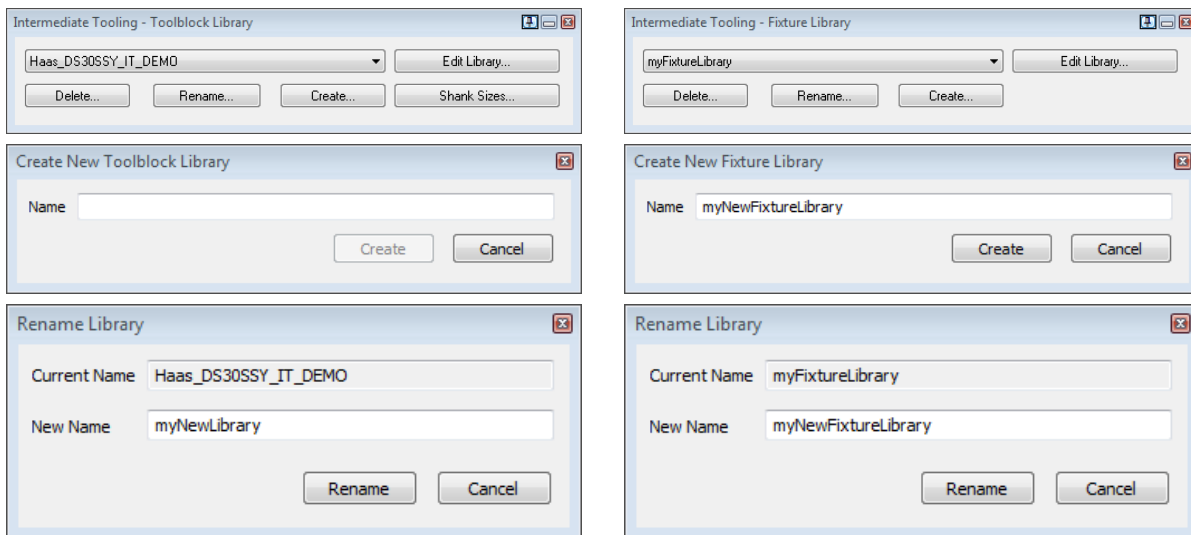 Intermediate Tooling - Toolblock Library
Haas_DS30SSY_IT_DEMO Edit Library...
Delete... Rename... Create... Shank Sizes...
Intermediate Tooling - Fixture Library
myFixtureLibrary Edit Library...
Delete... Rename... Create...
Create New Toolblock Library
Name
Create Cancel
Create New Fixture Library
Name myNewFixtureLibrary
Create Cancel
Rename Library
Current Name Haas_DS30SSY_IT_DEMO
New Name myNewLibrary
Rename Cancel
Rename Library
Current Name myFixtureLibrary
New Name myNewFixtureLibrary
Rename Cancel